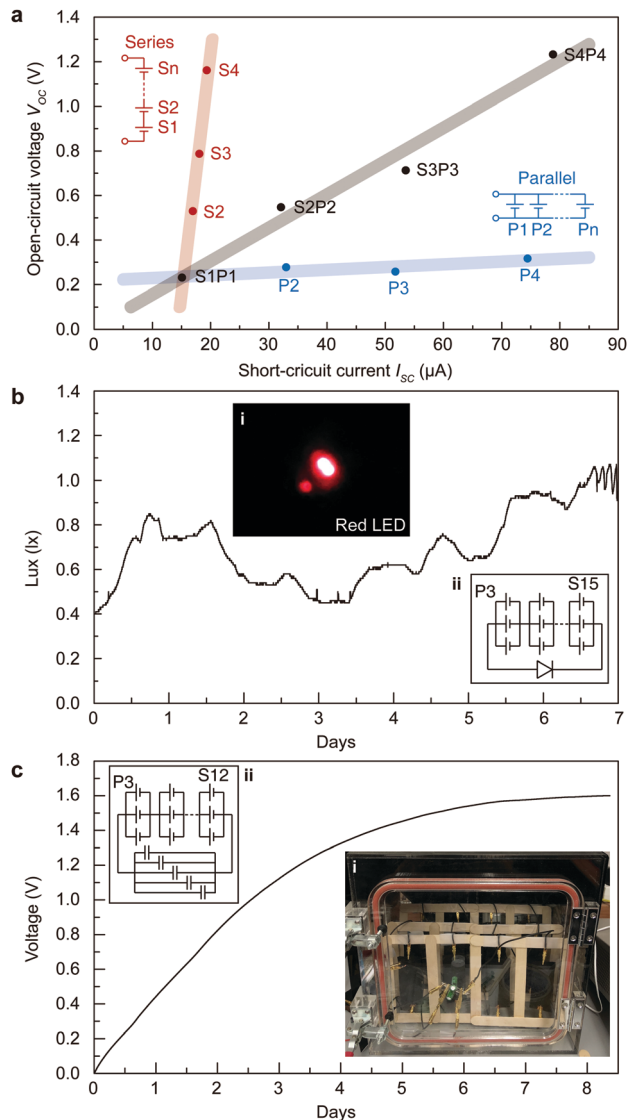 a
Open-circuit voltage VOC (V)
1.4
1.2
1.0
0.8
0.6
0.4
0.2
0.0
Series
Sn
S2
S1
S4
S3
S2
S4P4
S3P3
S2P2
S1P1
Parallel
P1 P2 Pn
P2 P3 P4
0 10 20 30 40 50 60 70 80 90
Short-cricuit current ISC (µA)
b
Lux (lx)
1.4
1.2
1.0
0.8
0.6
0.4
0.2
0.0
i
Red LED
ii
P3 S15
0 1 2 3 4 5 6 7
Days
c
Voltage (V)
1.8
1.6
1.4
1.2
1.0
0.8
0.6
0.4
0.2
0.0
P3 S12 ii
i
0 1 2 3 4 5 6 7 8
Days